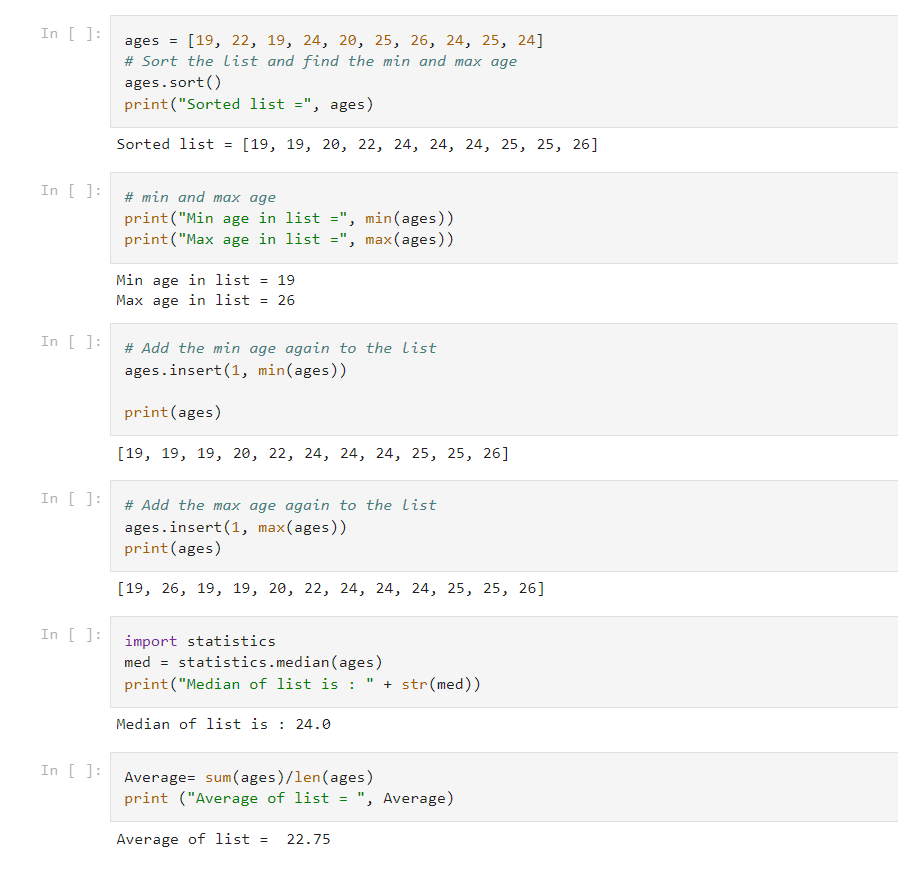 In [ ]:
ages = [19, 22, 19, 24, 20, 25, 26, 24, 25, 24]
# Sort the list and find the min and max age
ages.sort()
print("Sorted list =", ages)
Sorted list = [19, 19, 20, 22, 24, 24, 24, 25, 25, 26]
In [ ]:
# min and max age
print("Min age in list =", min(ages))
print("Max age in list =", max(ages))
Min age in list = 19
Max age in list = 26
In [ ]:
# Add the min age again to the list
ages.insert(1, min(ages))
print(ages)
[19, 19, 19, 20, 22, 24, 24, 24, 25, 25, 26]
In [ ]:
# Add the max age again to the list
ages.insert(1, max(ages))
print(ages)
[19, 26, 19, 19, 20, 22, 24, 24, 24, 25, 25, 26]
In [ ]:
import statistics
med = statistics.median(ages)
print("Median of list is : " + str(med))
Median of list is : 24.0
In [ ]:
Average= sum(ages)/len(ages)
print ("Average of list = ", Average)
Average of list =  22.75